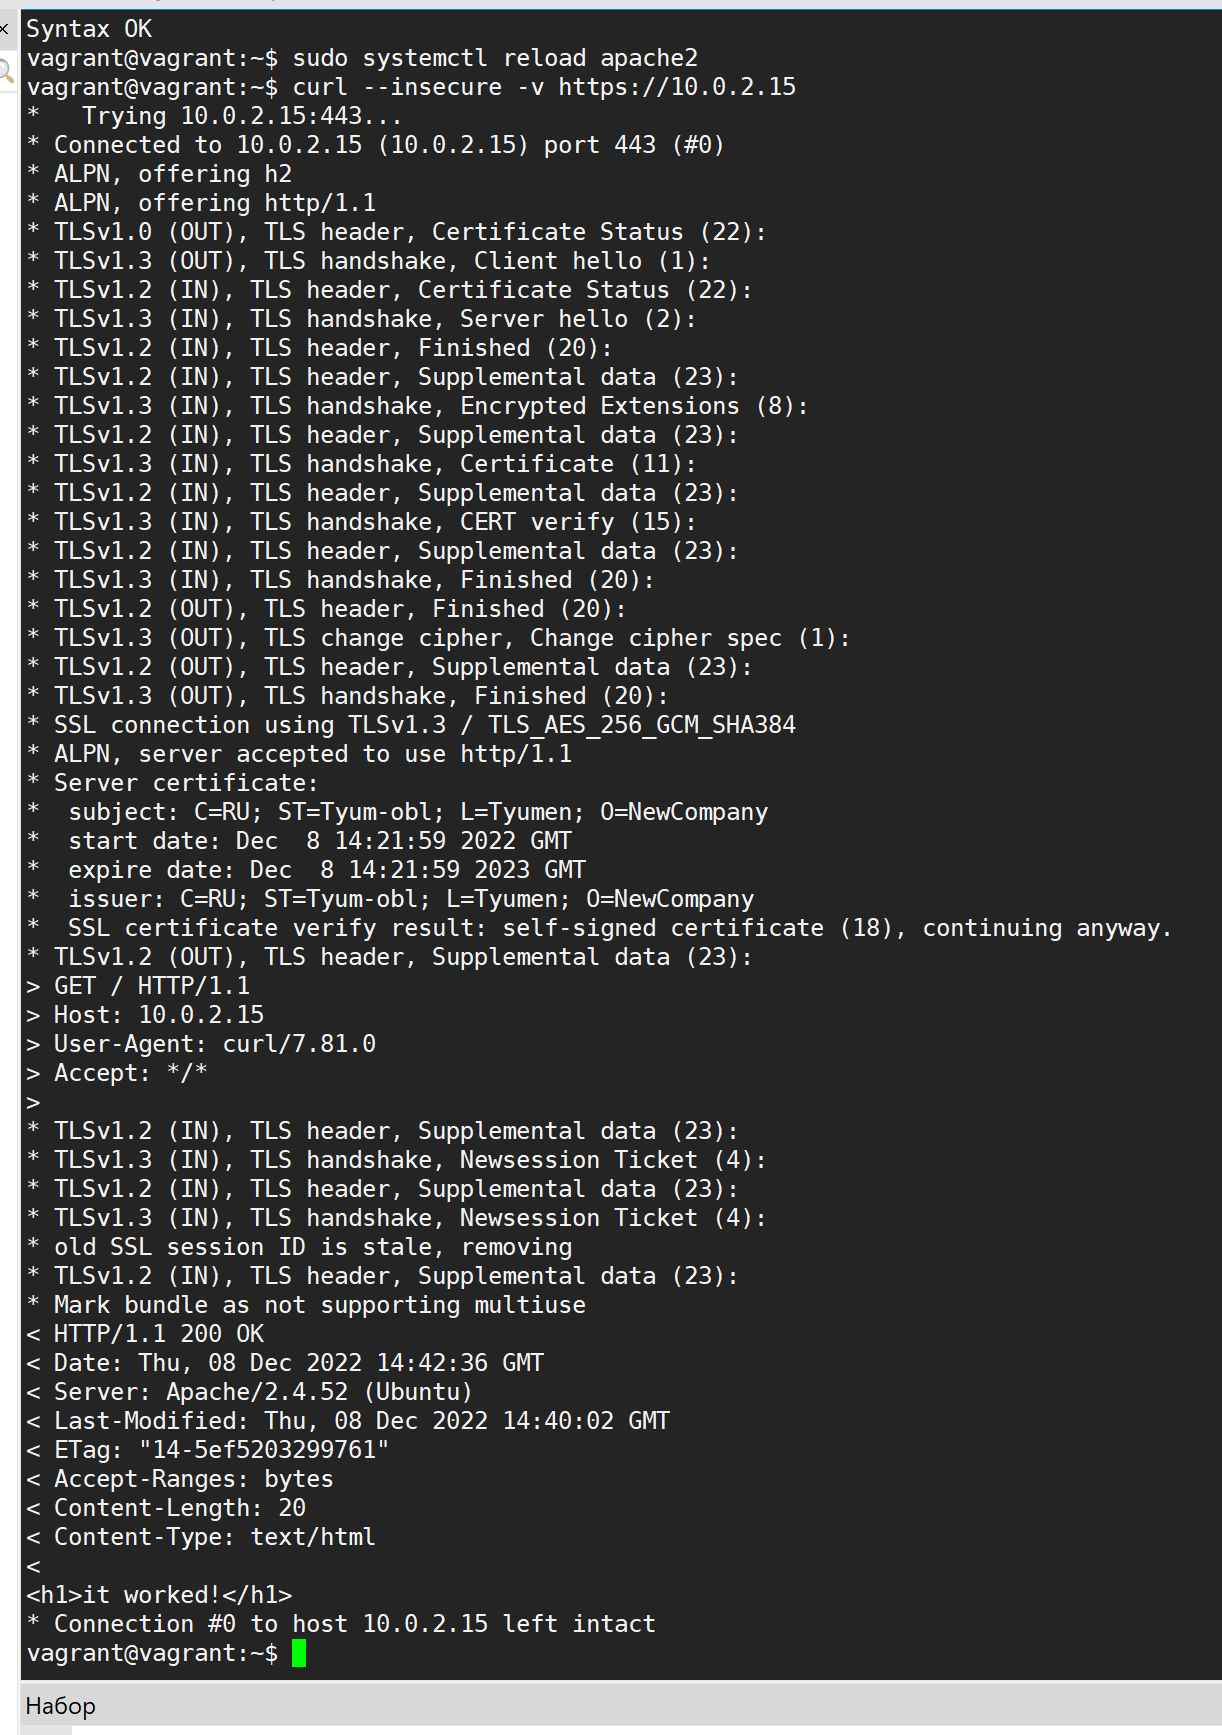 Syntax OK
vagrant@vagrant:~$ sudo systemctl reload apache2
vagrant@vagrant:~$ curl --insecure -v https://10.0.2.15
*   Trying 10.0.2.15:443...
* Connected to 10.0.2.15 (10.0.2.15) port 443 (#0)
* ALPN, offering h2
* ALPN, offering http/1.1
* TLSv1.0 (OUT), TLS header, Certificate Status (22):
* TLSv1.3 (OUT), TLS handshake, Client hello (1):
* TLSv1.2 (IN), TLS header, Certificate Status (22):
* TLSv1.3 (IN), TLS handshake, Server hello (2):
* TLSv1.2 (IN), TLS header, Finished (20):
* TLSv1.2 (IN), TLS header, Supplemental data (23):
* TLSv1.3 (IN), TLS handshake, Encrypted Extensions (8):
* TLSv1.2 (IN), TLS header, Supplemental data (23):
* TLSv1.3 (IN), TLS handshake, Certificate (11):
* TLSv1.2 (IN), TLS header, Supplemental data (23):
* TLSv1.3 (IN), TLS handshake, CERT verify (15):
* TLSv1.2 (IN), TLS header, Supplemental data (23):
* TLSv1.3 (IN), TLS handshake, Finished (20):
* TLSv1.2 (OUT), TLS header, Finished (20):
* TLSv1.3 (OUT), TLS change cipher, Change cipher spec (1):
* TLSv1.2 (OUT), TLS header, Supplemental data (23):
* TLSv1.3 (OUT), TLS handshake, Finished (20):
* SSL connection using TLSv1.3 / TLS_AES_256_GCM_SHA384
* ALPN, server accepted to use http/1.1
* Server certificate:
*  subject: C=RU; ST=Tyum-obl; L=Tyumen; O=NewCompany
*  start date: Dec  8 14:21:59 2022 GMT
*  expire date: Dec  8 14:21:59 2023 GMT
*  issuer: C=RU; ST=Tyum-obl; L=Tyumen; O=NewCompany
*  SSL certificate verify result: self-signed certificate (18), continuing anyway.
* TLSv1.2 (OUT), TLS header, Supplemental data (23):
> GET / HTTP/1.1
> Host: 10.0.2.15
> User-Agent: curl/7.81.0
> Accept: */*
>
* TLSv1.2 (IN), TLS header, Supplemental data (23):
* TLSv1.3 (IN), TLS handshake, Newsession Ticket (4):
* TLSv1.2 (IN), TLS header, Supplemental data (23):
* TLSv1.3 (IN), TLS handshake, Newsession Ticket (4):
* old SSL session ID is stale, removing
* TLSv1.2 (IN), TLS header, Supplemental data (23):
* Mark bundle as not supporting multiuse
< HTTP/1.1 200 OK
< Date: Thu, 08 Dec 2022 14:42:36 GMT
< Server: Apache/2.4.52 (Ubuntu)
< Last-Modified: Thu, 08 Dec 2022 14:40:02 GMT
< ETag: "14-5ef5203299761"
< Accept-Ranges: bytes
< Content-Length: 20
< Content-Type: text/html
<
<h1>it worked!</h1>
* Connection #0 to host 10.0.2.15 left intact
vagrant@vagrant:~$
Набор